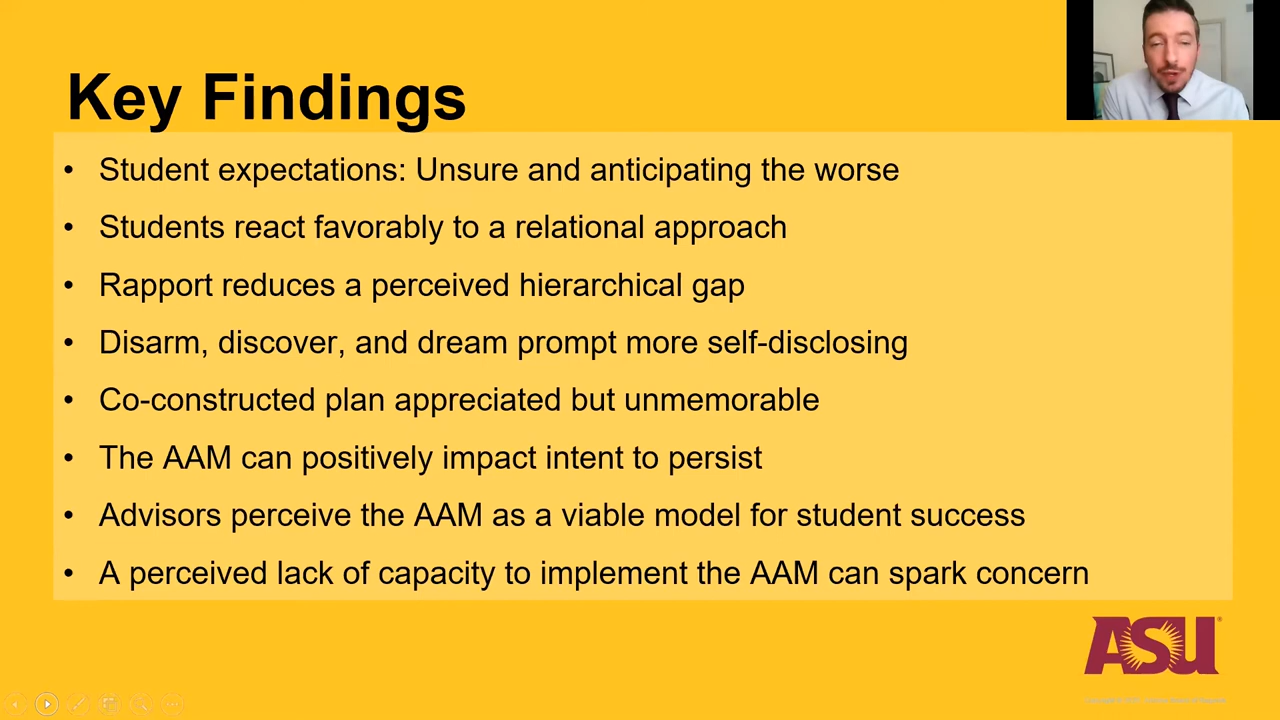 Key Findings
• Student expectations: Unsure and anticipating the worse
• Students react favorably to a relational approach
• Rapport reduces a perceived hierarchical gap
• Disarm, discover, and dream prompt more self-disclosing
• Co-constructed plan appreciated but unmemorable
• The AAM can positively impact intent to persist
• Advisors perceive the AAM as a viable model for student success
• A perceived lack of capacity to implement the AAM can spark concern
ASU®